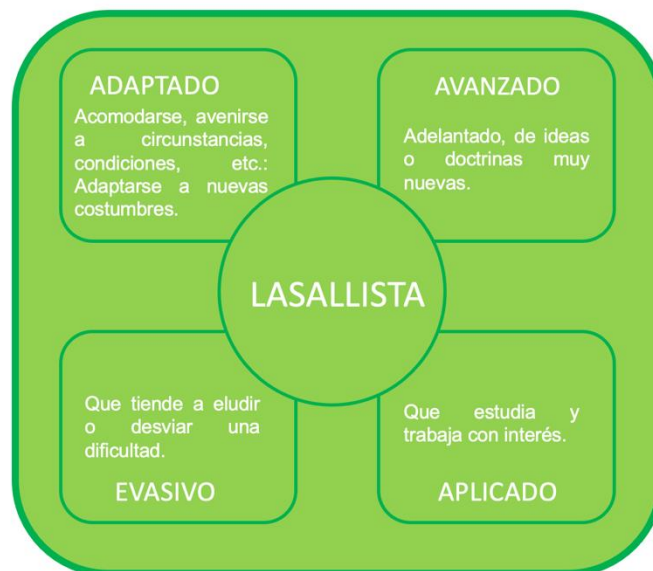 ADAPTADO
Acomodarse, avenirse
a circunstancias,
condiciones, etc.:
Adaptarse a nuevas
costumbres.
AVANZADO
Adelantado, de ideas
o doctrinas muy
nuevas.
LASALLISTA
Que tiende a eludir
o desviar una
dificultad.
EVASIVO
Que estudia y
trabaja con interés.
APLICADO